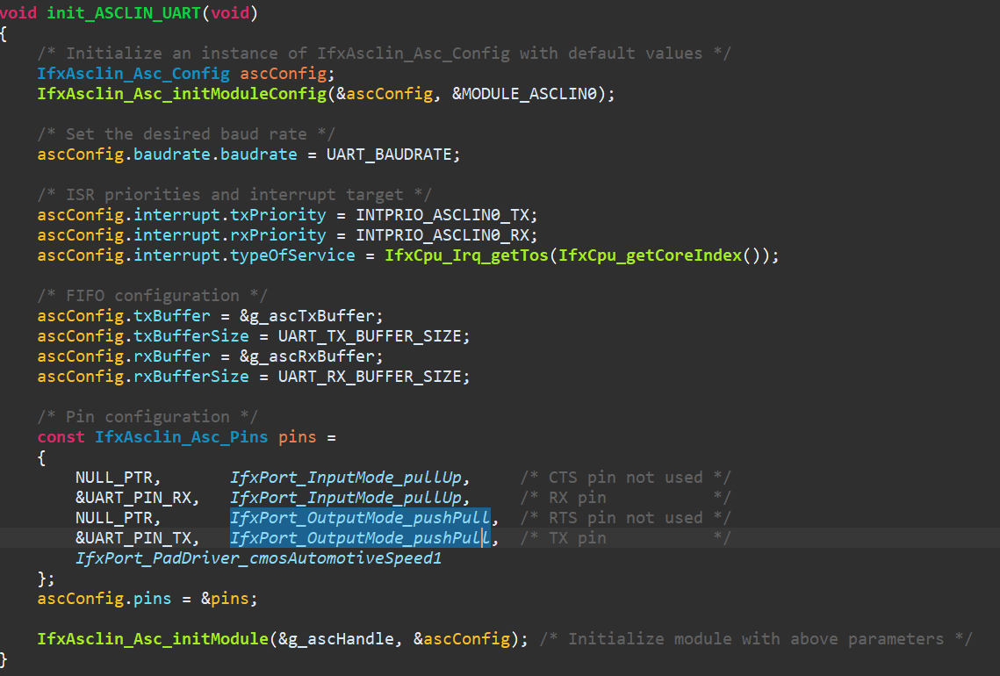 void init_ASCLIN_UART(void)
{
    /* Initialize an instance of IfxAsclin_Asc_Config with default values */
    IfxAsclin_Asc_Config ascConfig;
    IfxAsclin_Asc_initModuleConfig(&ascConfig, &MODULE_ASCLIN0);

    /* Set the desired baud rate */
    ascConfig.baudrate.baudrate = UART_BAUDRATE;

    /* ISR priorities and interrupt target */
    ascConfig.interrupt.txPriority = INTPRIO_ASCLIN0_TX;
    ascConfig.interrupt.rxPriority = INTPRIO_ASCLIN0_RX;
    ascConfig.interrupt.typeOfService = IfxCpu_Irq_getTos(IfxCpu_getCoreIndex());

    /* FIFO configuration */
    ascConfig.txBuffer = &g_ascTxBuffer;
    ascConfig.txBufferSize = UART_TX_BUFFER_SIZE;
    ascConfig.rxBuffer = &g_ascRxBuffer;
    ascConfig.rxBufferSize = UART_RX_BUFFER_SIZE;

    /* Pin configuration */
    const IfxAsclin_Asc_Pins pins =
    {
        NULL_PTR,       IfxPort_InputMode_pullUp,     /* CTS pin not used */
        &UART_PIN_RX,   IfxPort_InputMode_pullUp,     /* RX pin           */
        NULL_PTR,       IfxPort_OutputMode_pushPull,  /* RTS pin not used */
        &UART_PIN_TX,   IfxPort_OutputMode_pushPull,  /* TX pin           */
        IfxPort_PadDriver_cmosAutomotiveSpeed1
    };
    ascConfig.pins = &pins;

    IfxAsclin_Asc_initModule(&g_ascHandle, &ascConfig); /* Initialize module with above parameters */
}